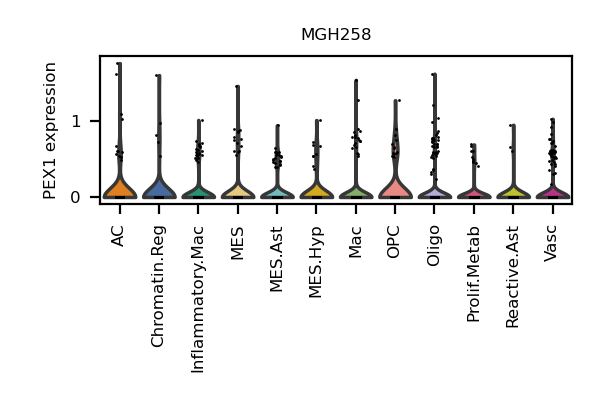 MGH258
PEX1 expression
1
0
AC
Chromatin.Reg
Inflammatory.Mac
MES
MES.Ast
MES.Hyp
Mac
OPC
Oligo
Prolif.Metab
Reactive.Ast
Vasc